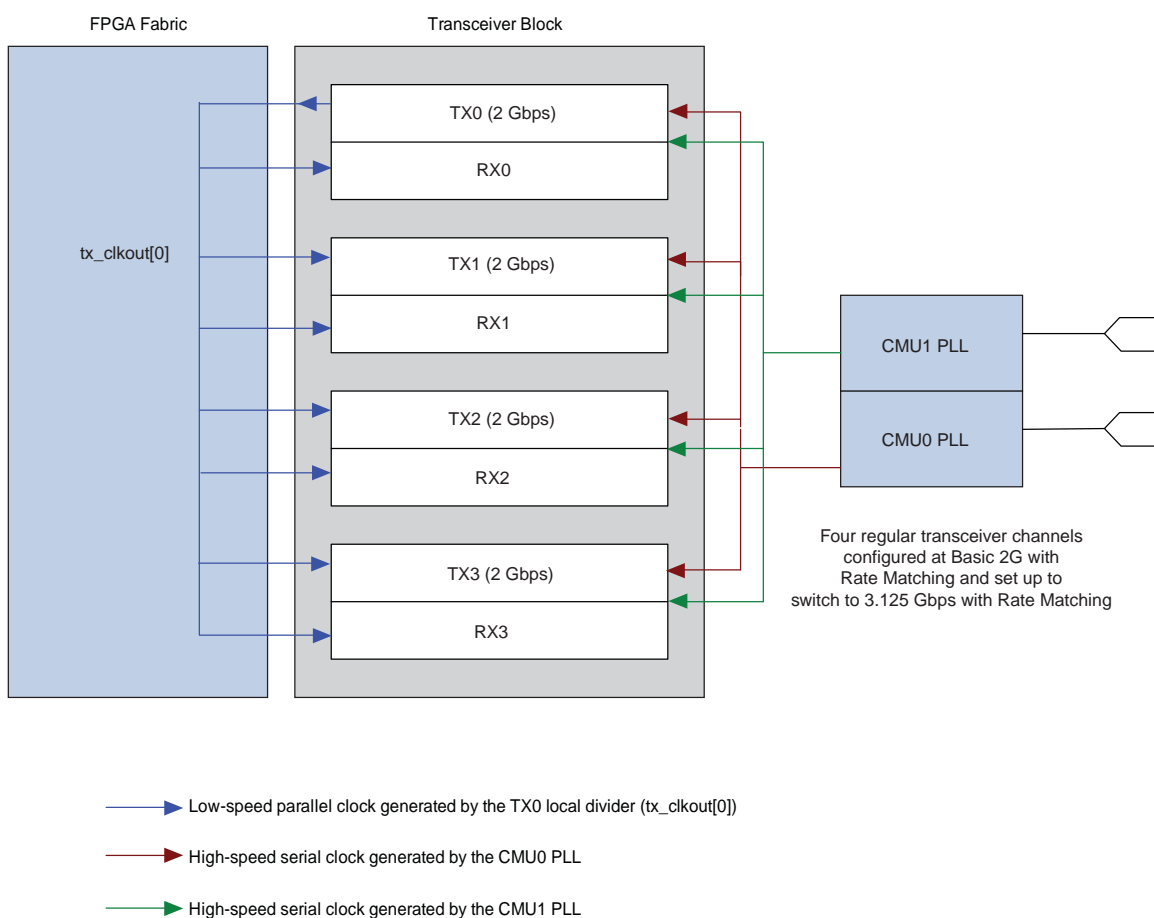 FPGA Fabric
Transceiver Block
TX0 (2 Gbps)
RX0
tx_clkout[0]
TX1 (2 Gbps)
RX1
CMU1 PLL
TX2 (2 Gbps)
CMU0 PLL
RX2
Four regular transceiver channels
configured at Basic 2G with
Rate Matching and set up to
switch to 3.125 Gbps with Rate Matching
TX3 (2 Gbps)
RX3
Low-speed parallel clock generated by the TX0 local divider (tx_clkout[0])
High-speed serial clock generated by the CMU0 PLL
High-speed serial clock generated by the CMU1 PLL